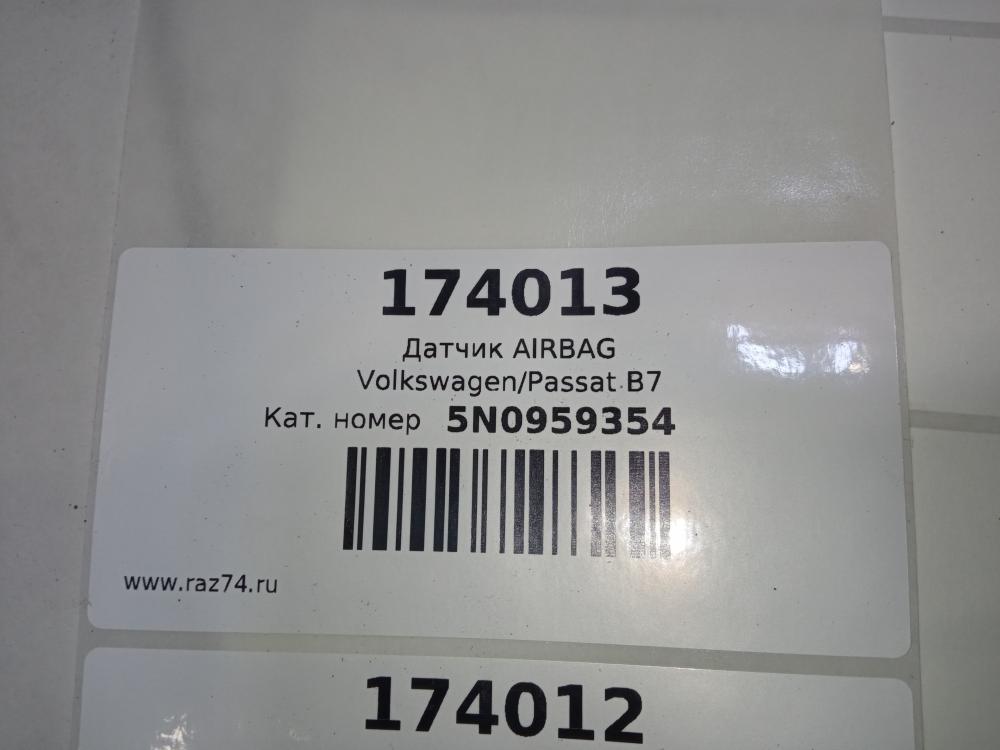 174013
Датчик AIRBAG
Volkswagen/Passat B7
Кат. номер 5N0959354
www.raz74.ru
174012